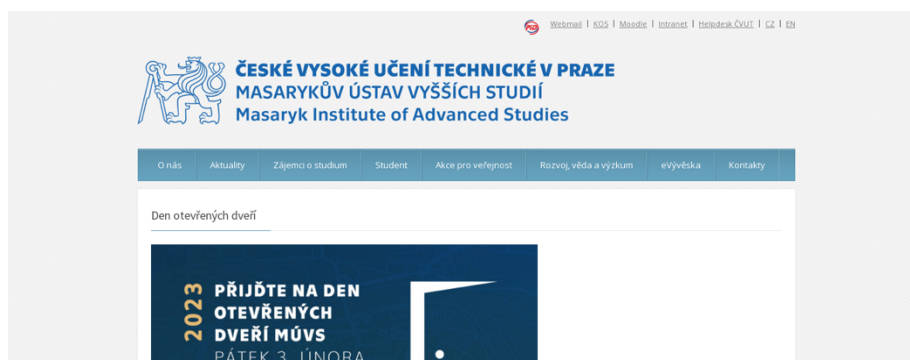 Webmail | KOS | Moodle | Intranet | Helpdesk ČVUT | CZ | EN
ČESKÉ VYSOKÉ UČENÍ TECHNICKÉ V PRAZE
MASARYKŮV ÚSTAV VYŠŠÍCH STUDIÍ
Masaryk Institute of Advanced Studies
O nás Aktuality Zájemci o studium Student Akce pro veřejnost Rozvoj, věda a výzkum eVývěska Kontakty
Den otevřených dveří
2023
PŘIJĎTE NA DEN
OTEVŘENÝCH
DVEŘÍ MÚVS
PÁTEK 3. ÚNORA